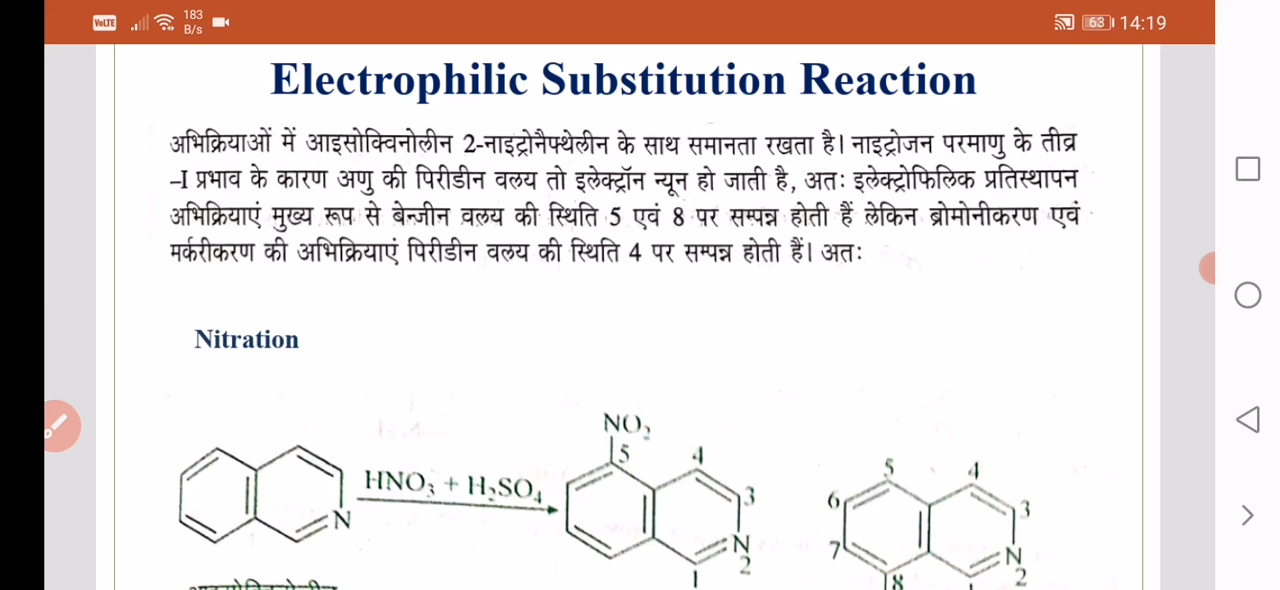 VoLTE
183
B/s
63 14:19
Electrophilic Substitution Reaction
अभिक्रियाओं में आइसोक्विनोलीन 2-नाइट्रोनैफ्थेलीन के साथ समानता रखता है। नाइट्रोजन परमाणु के तीव्र
–I प्रभाव के कारण अणु की पिरीडीन वलय तो इलेक्ट्रॉन न्यून हो जाती है, अतः इलेक्ट्रोफिलिक प्रतिस्थापन
अभिक्रियाएं मुख्य रूप से बेन्जीन वलय की स्थिति 5 एवं 8 पर सम्पन्न होती हैं लेकिन ब्रोमोनीकरण एवं
मर्करीकरण की अभिक्रियाएं पिरीडीन वलय की स्थिति 4 पर सम्पन्न होती हैं। अतः
Nitration
N
HNO₃ + H₂SO₄
NO₂
5
4
3
N
2
1
5
4
6
3
7
N
8
2